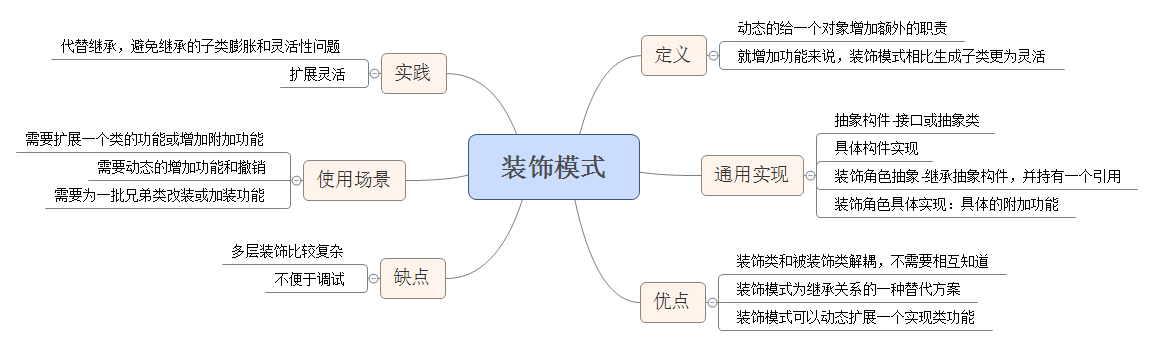 装饰模式
定义
动态的给一个对象增加额外的职责
就增加功能来说，装饰模式相比生成子类更为灵活
通用实现
抽象构件-接口或抽象类
具体构件实现
装饰角色抽象-继承抽象构件，并持有一个引用
装饰角色具体实现：具体的附加功能
优点
装饰类和被装饰类解耦，不需要相互知道
装饰模式为继承关系的一种替代方案
装饰模式可以动态扩展一个实现类功能
实践
代替继承，避免继承的子类膨胀和灵活性问题
扩展灵活
使用场景
需要扩展一个类的功能或增加附加功能
需要动态的增加功能和撤销
需要为一批兄弟类改装或加装功能
缺点
多层装饰比较复杂
不便于调试